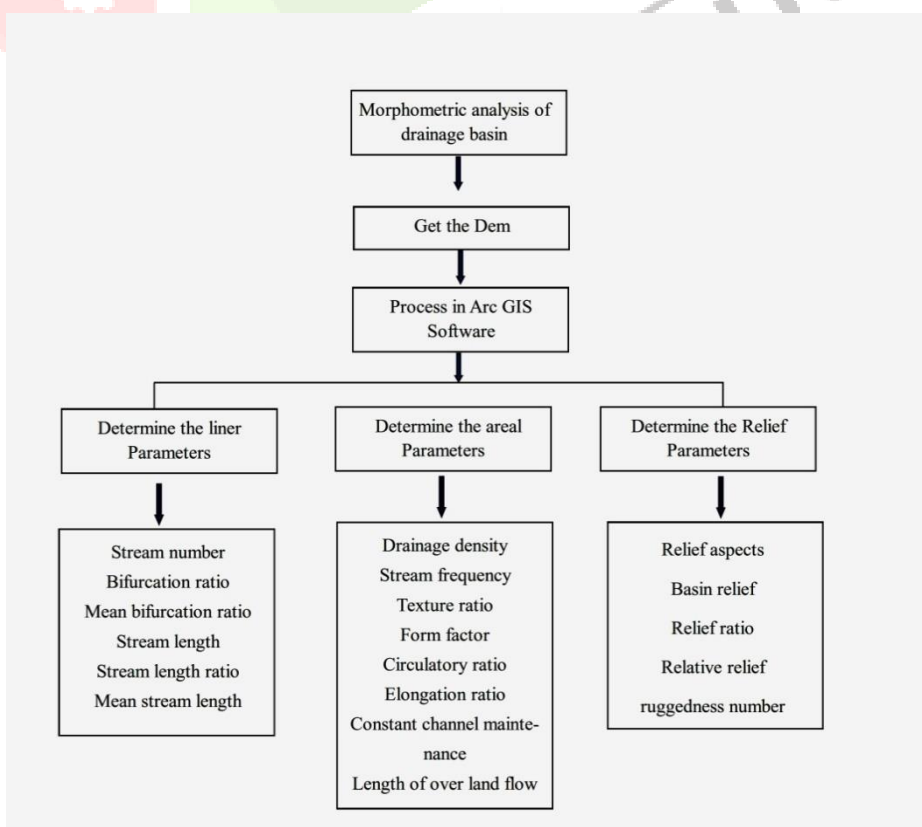 Morphometric analysis of
drainage basin
Get the Dem
Process in Arc GIS
Software
Determine the liner
Parameters
Determine the areal
Parameters
Determine the Relief
Parameters
Stream number
Bifurcation ratio
Mean bifurcation ratio
Stream length
Stream length ratio
Mean stream length
Drainage density
Stream frequency
Texture ratio
Form factor
Circulatory ratio
Elongation ratio
Constant channel mainte-
nance
Length of over land flow
Relief aspects
Basin relief
Relief ratio
Relative relief
ruggedness number